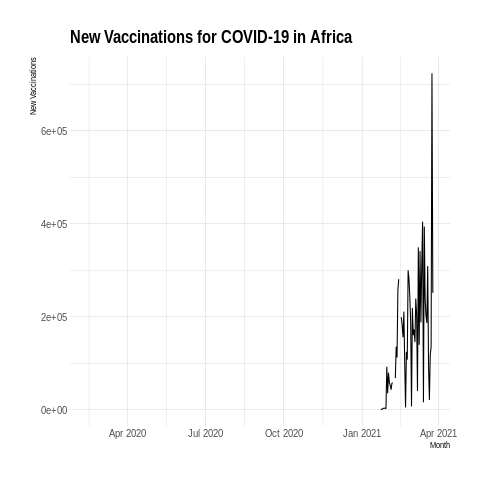 New Vaccinations for COVID-19 in Africa
New Vaccinations
6e+05
4e+05
2e+05
0e+00
Apr 2020
Jul 2020
Oct 2020
Jan 2021
Apr 2021
Month